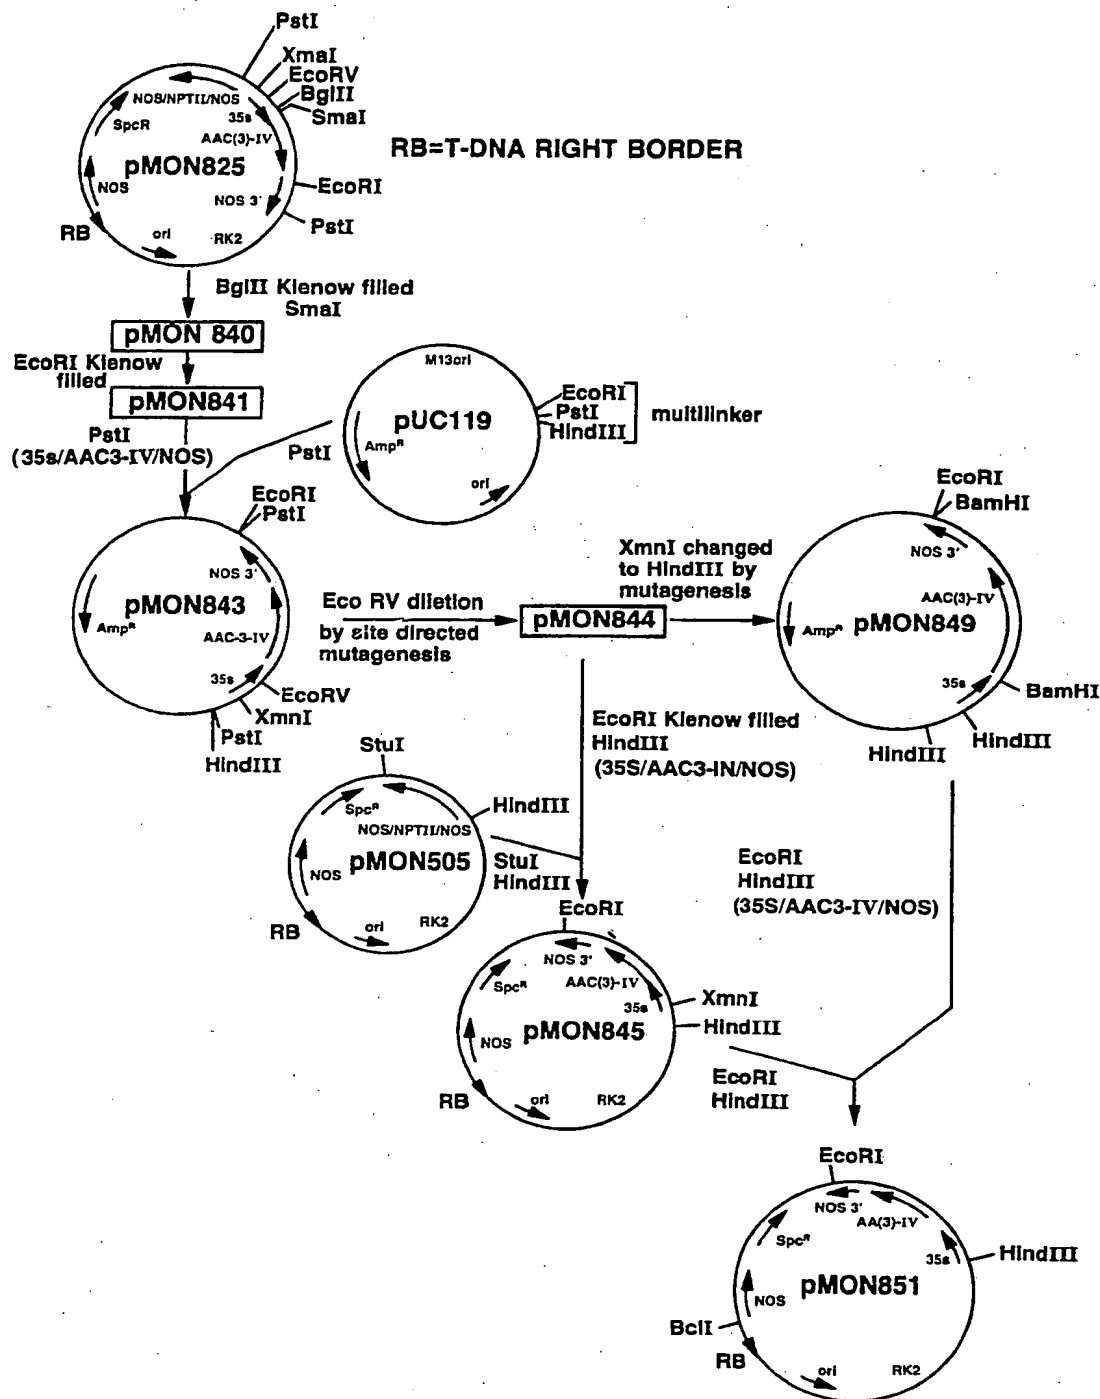 PstI
XmaI
EcoRV
BglII
SmaI
NOS/NPTII/NOS
35s
SpcR
AAC(3)-IV
pMON825
NOS
EcoRI
NOS 3'
PstI
RB
ori
RK2
RB=T-DNA RIGHT BORDER
BglII Klenow filled
SmaI
pMON 840
EcoRI Klenow
filled
pMON841
PstI
(35s/AAC3-IV/NOS)
M13ori
pUC119
EcoRI
PstI
HindIII
multilinker
AmpR
ori
PstI
EcoRI
PstI
NOS 3'
pMON843
AmpR
AAC-3-IV
35s
EcoRV
XmnI
PstI
HindIII
Eco RV diletion
by site directed
mutagenesis
pMON844
XmnI changed
to HindIII by
mutagenesis
EcoRI
BamHI
NOS 3'
AAC(3)-IV
AmpR
pMON849
35s
BamHI
HindIII
HindIII
EcoRI Klenow filled
HindIII
(35S/AAC3-IN/NOS)
StuI
SpcR
HindIII
NOS/NPTII/NOS
pMON505
NOS
RB
ori
RK2
StuI
HindIII
EcoRI
HindIII
(35S/AAC3-IV/NOS)
EcoRI
NOS 3'
SpcR
AAC(3)-IV
35s
XmnI
HindIII
pMON845
NOS
RB
ori
RK2
EcoRI
HindIII
EcoRI
NOS 3'
AA(3)-IV
SpcR
35s
HindIII
pMON851
NOS
BclI
RB
ori
RK2